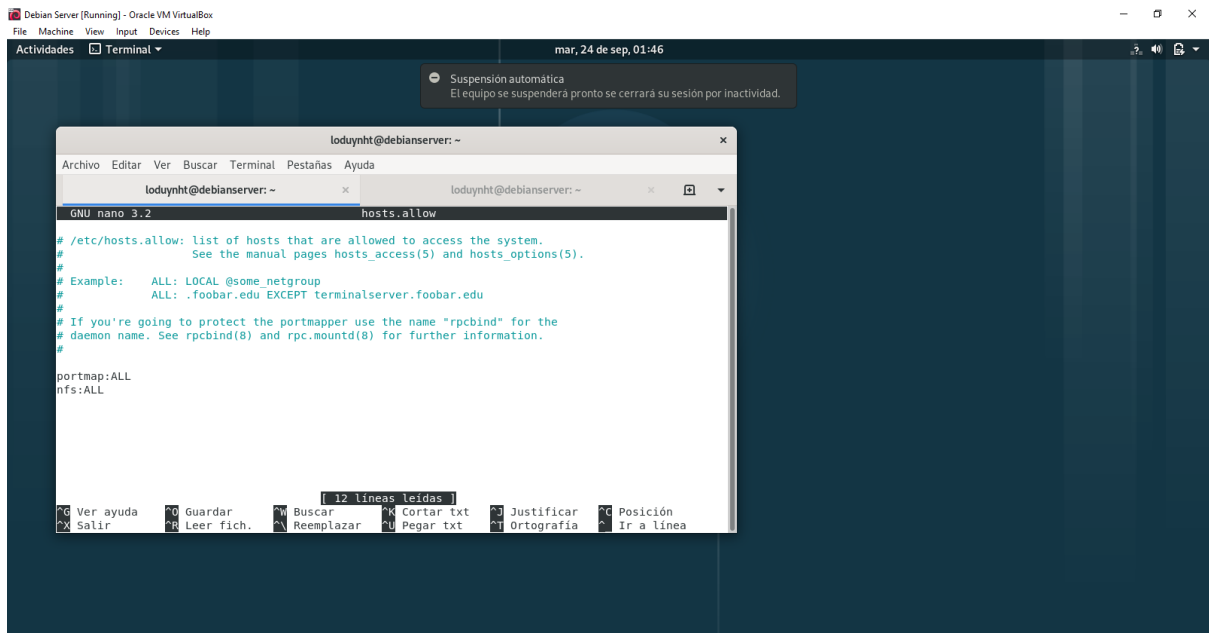 Debian Server [Running] - Oracle VM VirtualBox
File Machine View Input Devices Help
Actividades Terminal mar, 24 de sep, 01:46
Suspensión automática
El equipo se suspenderá pronto se cerrará su sesión por inactividad.
loduynht@debianserver: ~
Archivo Editar Ver Buscar Terminal Pestañas Ayuda
loduynht@debianserver: ~ loduynht@debianserver: ~
GNU nano 3.2 hosts.allow
# /etc/hosts.allow: list of hosts that are allowed to access the system.
# See the manual pages hosts_access(5) and hosts_options(5).
#
# Example: ALL: LOCAL @some_netgroup
# ALL: .foobar.edu EXCEPT terminalserver.foobar.edu
#
# If you're going to protect the portmapper use the name "rpcbind" for the
# daemon name. See rpcbind(8) and rpc.mountd(8) for further information.
#
portmap:ALL
nfs:ALL
[ 12 líneas leídas ]
^G Ver ayuda ^O Guardar ^W Buscar ^K Cortar txt ^J Justificar ^C Posición
^X Salir ^R Leer fich. ^\ Reemplazar ^U Pegar txt ^T Ortografía ^_ Ir a línea